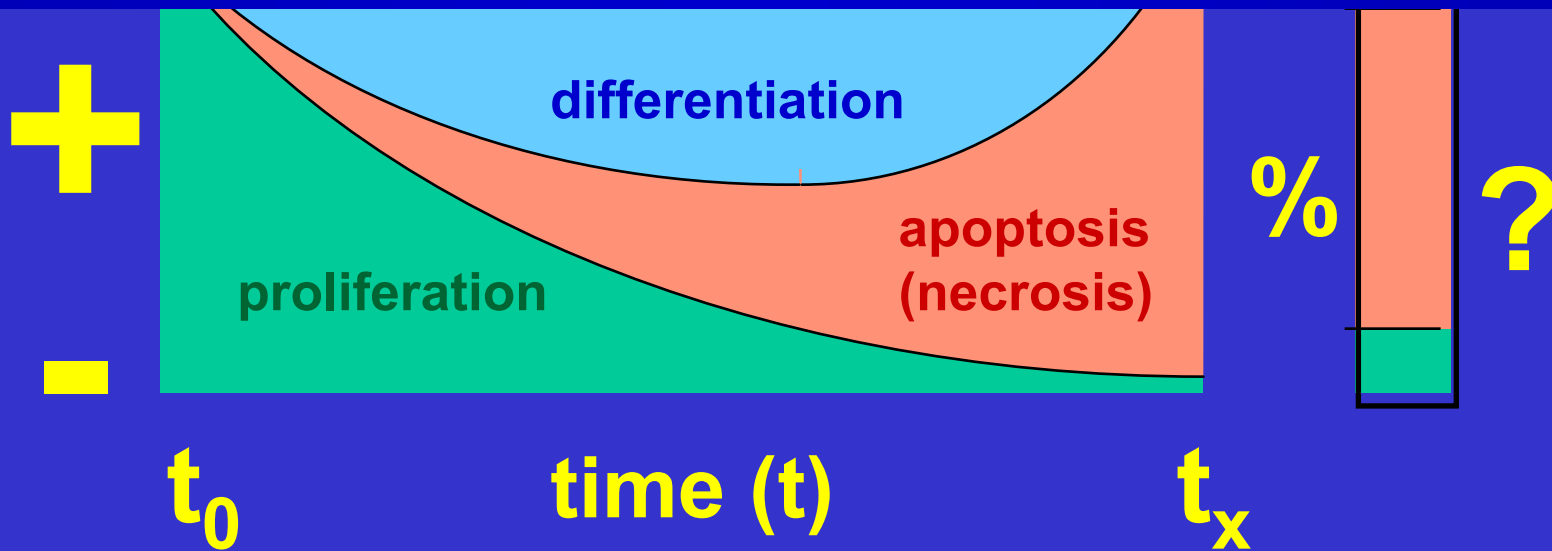 +
differentiation
%
?
apoptosis
(necrosis)
proliferation
-
t₀
time (t)
tₓ